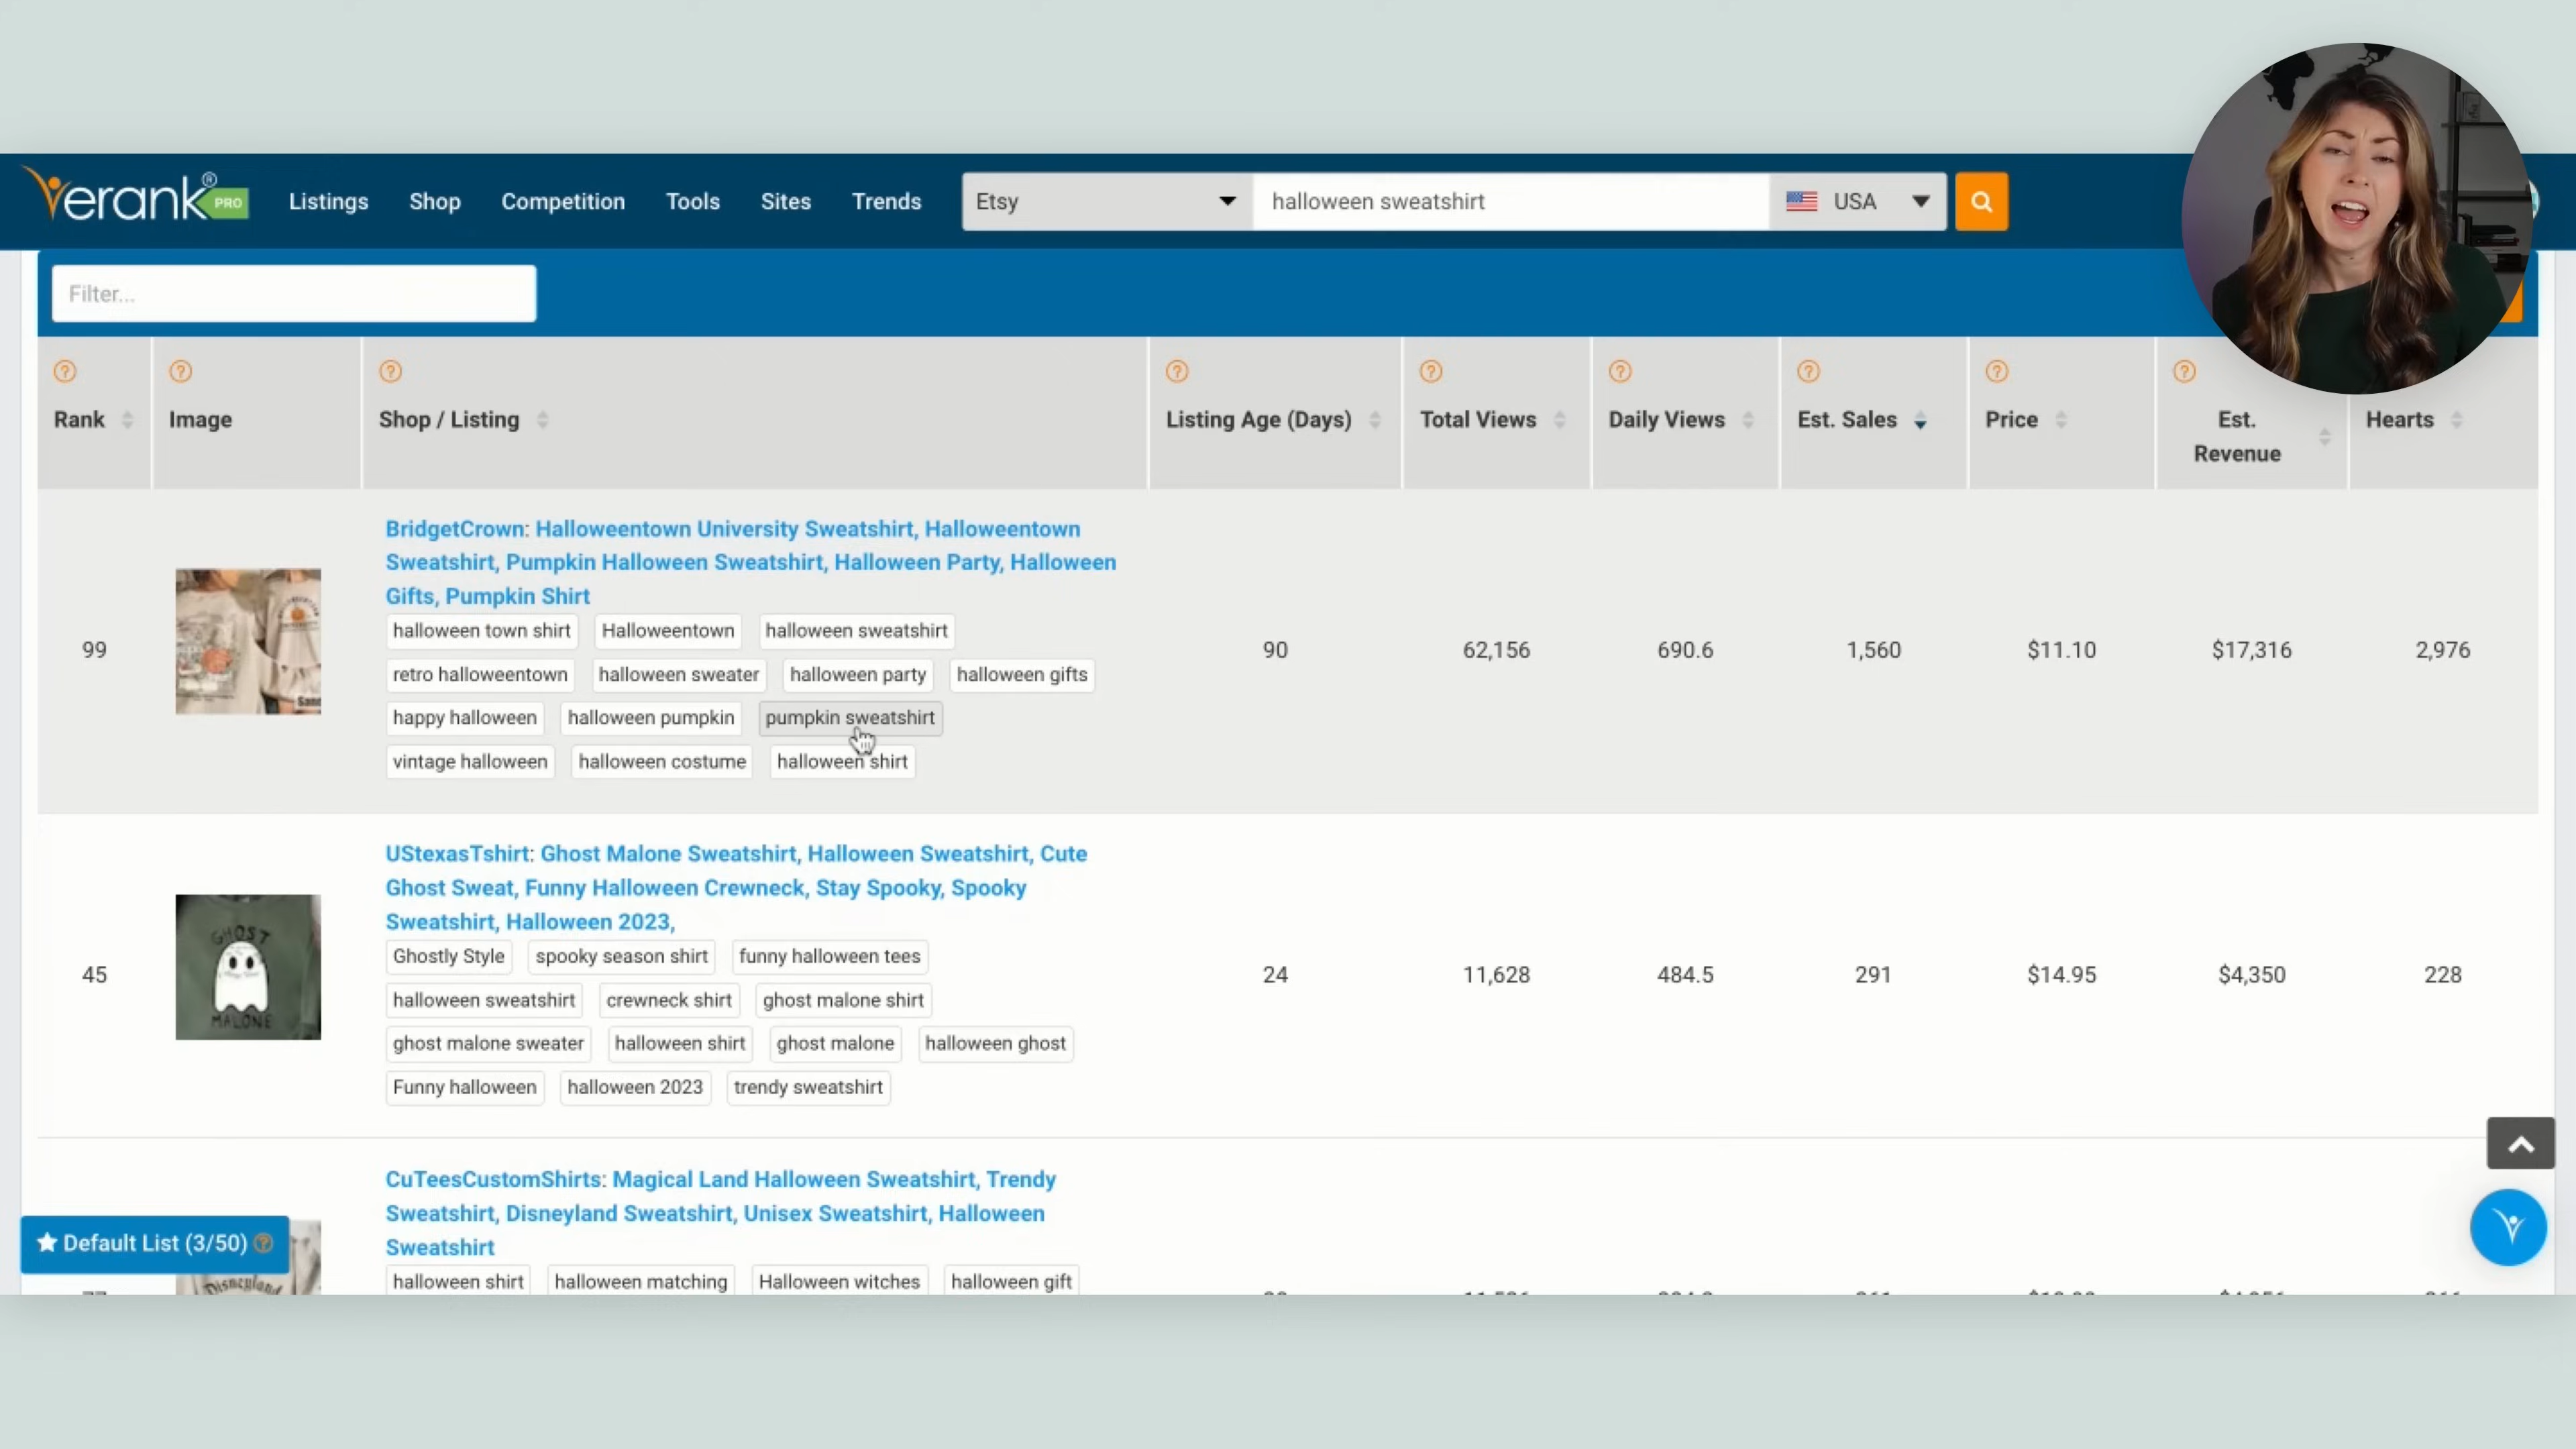 erank® PRO
Listings Shop Competition Tools Sites Trends Etsy halloween sweatshirt USA
Filter...
Rank Image Shop / Listing Listing Age (Days) Total Views Daily Views Est. Sales Price Est. Revenue Hearts
BridgetCrown: Halloweentown University Sweatshirt, Halloweentown
Sweatshirt, Pumpkin Halloween Sweatshirt, Halloween Party, Halloween
Gifts, Pumpkin Shirt
halloween town shirt Halloweentown halloween sweatshirt
99 90 62,156 690.6 1,560 $11.10 $17,316 2,976
retro halloweentown halloween sweater halloween party halloween gifts
happy halloween halloween pumpkin pumpkin sweatshirt
vintage halloween halloween costume halloween shirt
UStexasTshirt: Ghost Malone Sweatshirt, Halloween Sweatshirt, Cute
Ghost Sweat, Funny Halloween Crewneck, Stay Spooky, Spooky
Sweatshirt, Halloween 2023,
GHOST
MALONE
Ghostly Style spooky season shirt funny halloween tees
45 24 11,628 484.5 291 $14.95 $4,350 228
halloween sweatshirt crewneck shirt ghost malone shirt
ghost malone sweater halloween shirt ghost malone halloween ghost
Funny halloween halloween 2023 trendy sweatshirt
CuTeesCustomShirts: Magical Land Halloween Sweatshirt, Trendy
Sweatshirt, Disneyland Sweatshirt, Unisex Sweatshirt, Halloween
Sweatshirt
Default List (3/50)
Disneyland
halloween shirt halloween matching Halloween witches halloween gift